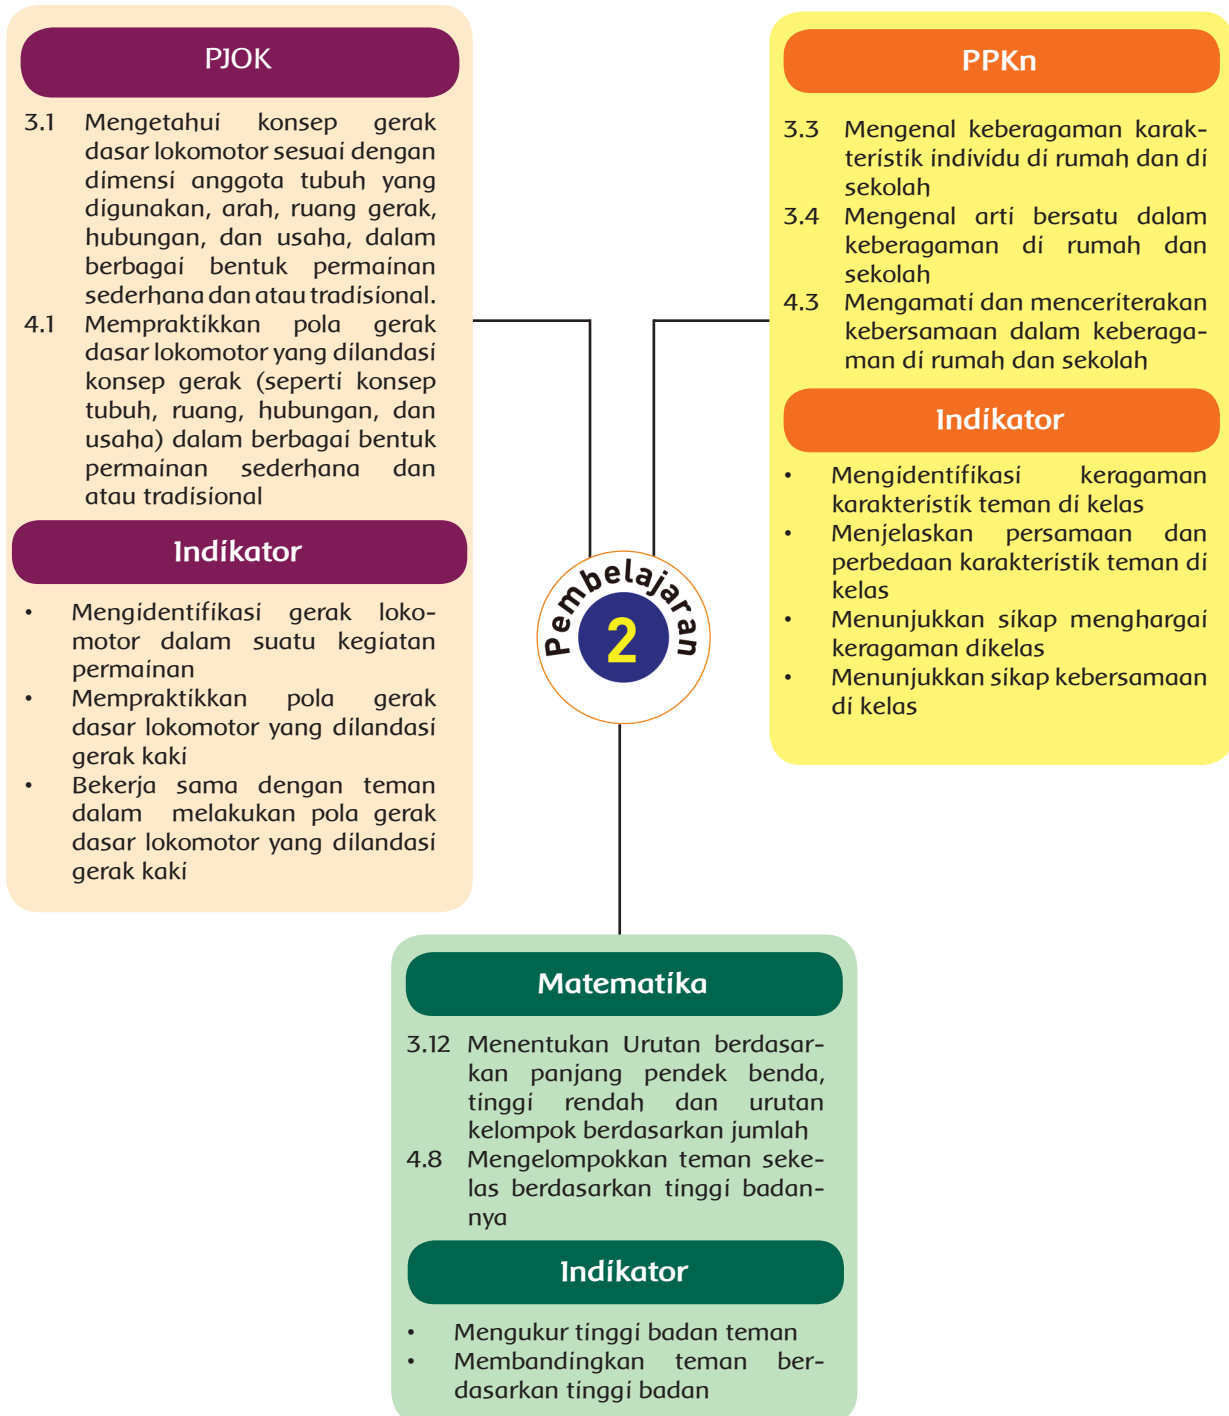 PJOK
3.1 Mengetahui konsep gerak
dasar lokomotor sesuai dengan
dimensi anggota tubuh yang
digunakan, arah, ruang gerak,
hubungan, dan usaha, dalam
berbagai bentuk permainan
sederhana dan atau tradisional.
4.1 Mempraktikkan pola gerak
dasar lokomotor yang dilandasi
konsep gerak (seperti konsep
tubuh, ruang, hubungan, dan
usaha) dalam berbagai bentuk
permainan sederhana dan
atau tradisional
Indikator
• Mengidentifikasi gerak loko-
motor dalam suatu kegiatan
permainan
• Mempraktikkan pola gerak
dasar lokomotor yang dilandasi
gerak kaki
• Bekerja sama dengan teman
dalam melakukan pola gerak
dasar lokomotor yang dilandasi
gerak kaki
PPKn
3.3 Mengenal keberagaman karak-
teristik individu di rumah dan di
sekolah
3.4 Mengenal arti bersatu dalam
keberagaman di rumah dan
sekolah
4.3 Mengamati dan menceriterakan
kebersamaan dalam keberaga-
man di rumah dan sekolah
Indikator
• Mengidentifikasi keragaman
karakteristik teman di kelas
• Menjelaskan persamaan dan
perbedaan karakteristik teman di
kelas
• Menunjukkan sikap menghargai
keragaman dikelas
• Menunjukkan sikap kebersamaan
di kelas
Pembelajaran
2
Matematika
3.12 Menentukan Urutan berdasar-
kan panjang pendek benda,
tinggi rendah dan urutan
kelompok berdasarkan jumlah
4.8 Mengelompokkan teman seke-
las berdasarkan tinggi badan-
nya
Indikator
• Mengukur tinggi badan teman
• Membandingkan teman ber-
dasarkan tinggi badan